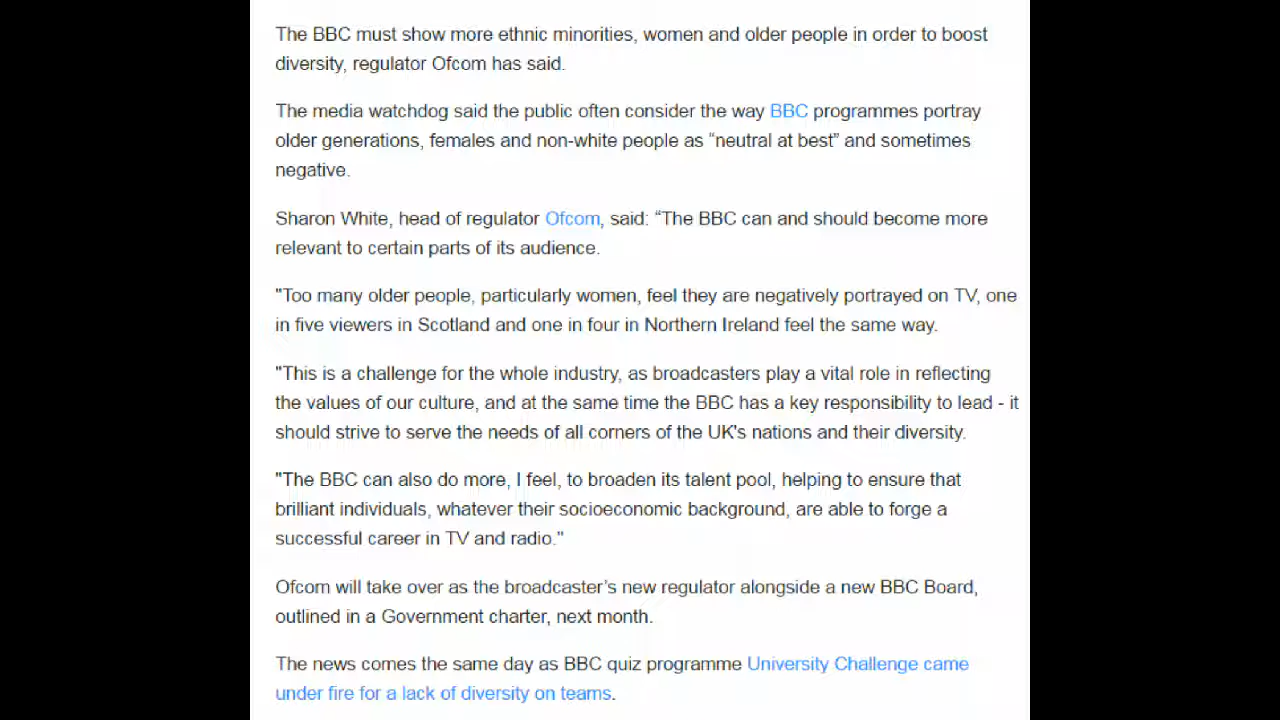 The BBC must show more ethnic minorities, women and older people in order to boost
diversity, regulator Ofcom has said.
The media watchdog said the public often consider the way BBC programmes portray
older generations, females and non-white people as “neutral at best” and sometimes
negative.
Sharon White, head of regulator Ofcom, said: “The BBC can and should become more
relevant to certain parts of its audience.
"Too many older people, particularly women, feel they are negatively portrayed on TV, one
in five viewers in Scotland and one in four in Northern Ireland feel the same way.
"This is a challenge for the whole industry, as broadcasters play a vital role in reflecting
the values of our culture, and at the same time the BBC has a key responsibility to lead - it
should strive to serve the needs of all corners of the UK's nations and their diversity.
"The BBC can also do more, I feel, to broaden its talent pool, helping to ensure that
brilliant individuals, whatever their socioeconomic background, are able to forge a
successful career in TV and radio."
Ofcom will take over as the broadcaster’s new regulator alongside a new BBC Board,
outlined in a Government charter, next month.
The news comes the same day as BBC quiz programme University Challenge came
under fire for a lack of diversity on teams.